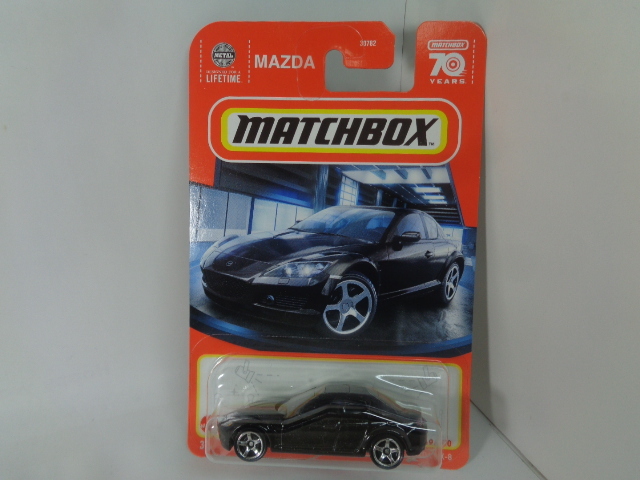 METAL
LIFETIME
MAZDA
30782
MATCHBOX
70
YEARS
MATCHBOX